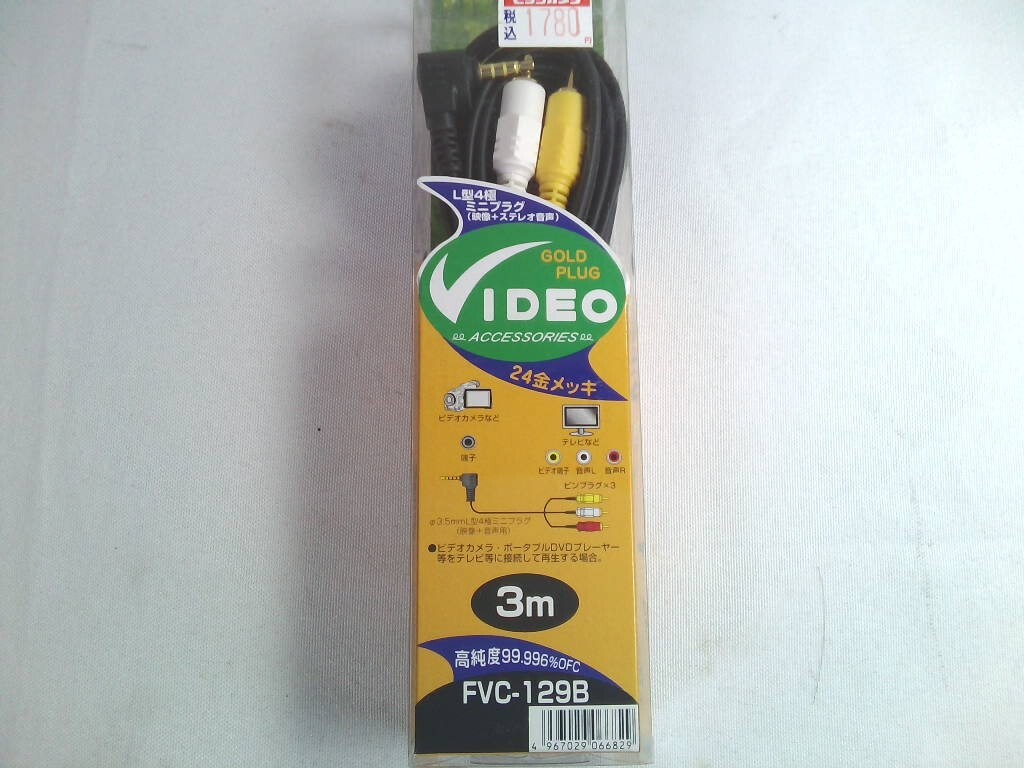 税込 1780円
L型4極
ミニプラグ
(映像+ステレオ音声)
GOLD
PLUG
VIDEO
ACCESSORIES
24金メッキ
ビデオカメラなど
テレビなど
端子
ビデオ端子 音声L 音声R
ピンプラグ×3
φ3.5mmL型4極ミニプラグ
(映像+音声用)
●ビデオカメラ・ポータブルDVDプレーヤー
等をテレビ等に接続して再生する場合。
3m
高純度99.996%OFC
FVC-129B
4 967029 066829